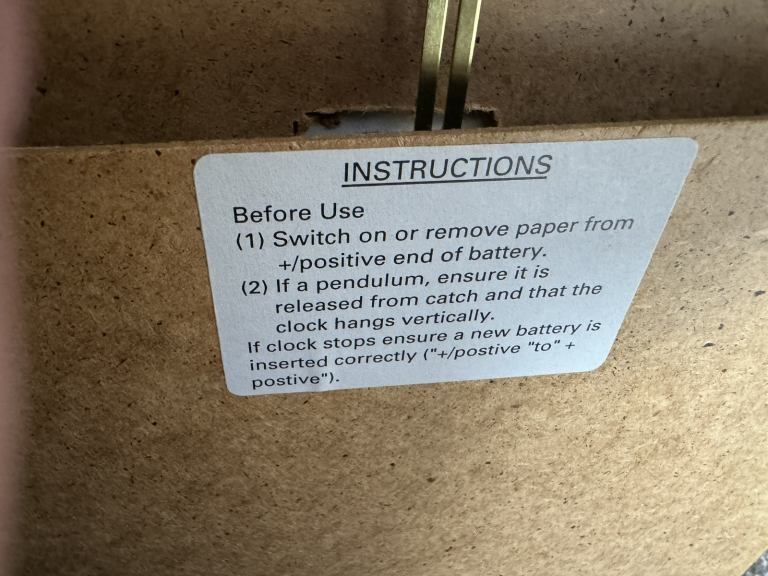 INSTRUCTIONS
Before Use
(1) Switch on or remove paper from
+/positive end of battery.
(2) If a pendulum, ensure it is
released from catch and that the
clock hangs vertically.
If clock stops ensure a new battery is
inserted correctly ("+/postive "to" +
postive").